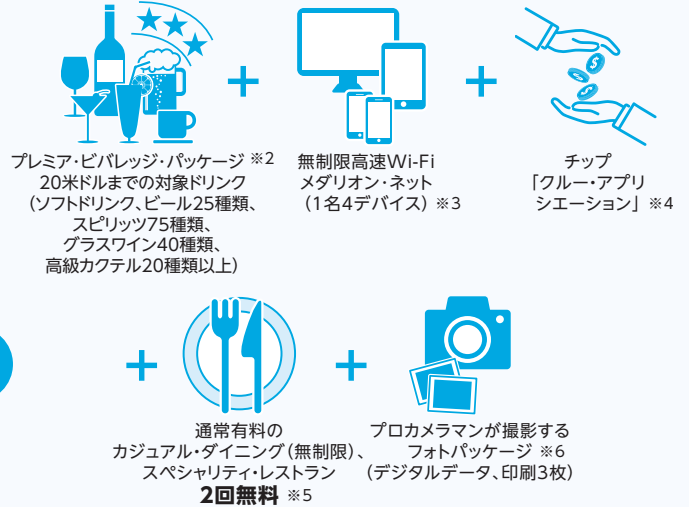 プレミア・ビバレッジ・パッケージ ※2
20米ドルまでの対象ドリンク
(ソフトドリンク、ビール25種類、
スピリッツ75種類、
グラスワイン40種類、
高級カクテル20種類以上)
無制限高速Wi-Fi
メダリオン・ネット
(1名4デバイス) ※3
チップ
「クルー・アプリ
シエーション」 ※4
通常有料の
カジュアル・ダイニング(無制限)、
スペシャリティ・レストラン
2回無料 ※5
プロカメラマンが撮影する
フォトパッケージ ※6
(デジタルデータ、印刷3枚)